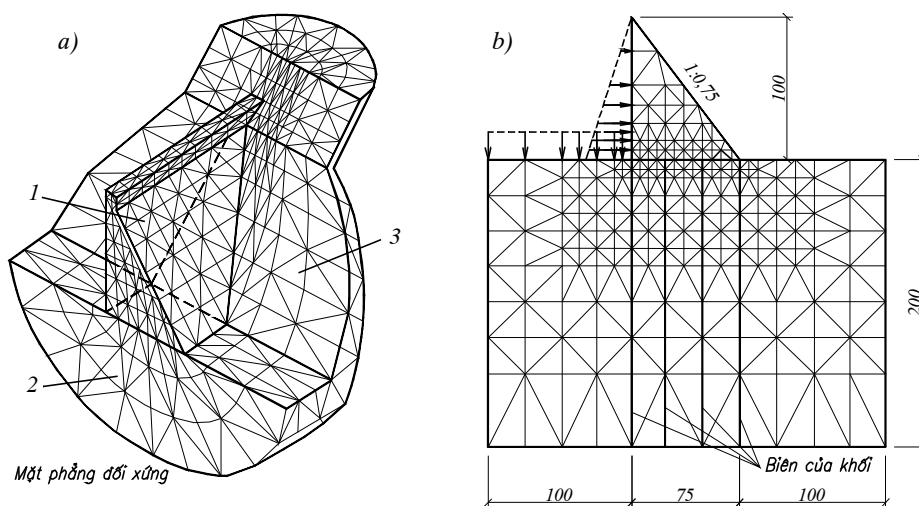 a)
1
2
3
Mặt phẳng đối xứng
b)
1:0,75
100
200
Biên của khối
100
75
100